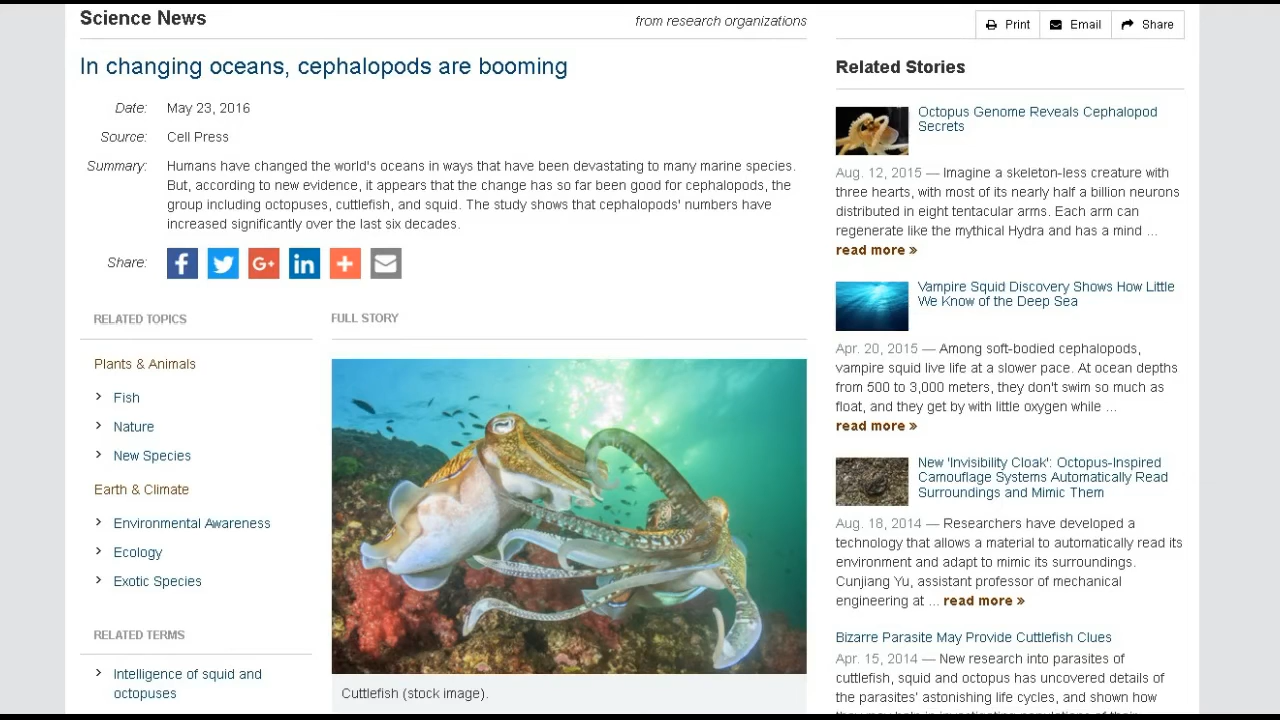 Science News
from research organizations
In changing oceans, cephalopods are booming
Date: May 23, 2016
Source: Cell Press
Summary: Humans have changed the world's oceans in ways that have been devastating to many marine species.
But, according to new evidence, it appears that the change has so far been good for cephalopods, the
group including octopuses, cuttlefish, and squid. The study shows that cephalopods' numbers have
increased significantly over the last six decades.
Share: f G+ in +
RELATED TOPICS
Plants & Animals
Fish
Nature
New Species
Earth & Climate
Environmental Awareness
Ecology
Exotic Species
RELATED TERMS
Intelligence of squid and
octopuses
FULL STORY
Cuttlefish (stock image).
Print Email Share
Related Stories
Octopus Genome Reveals Cephalopod
Secrets
Aug. 12, 2015 — Imagine a skeleton-less creature with
three hearts, with most of its nearly half a billion neurons
distributed in eight tentacular arms. Each arm can
regenerate like the mythical Hydra and has a mind ...
read more »
Vampire Squid Discovery Shows How Little
We Know of the Deep Sea
Apr. 20, 2015 — Among soft-bodied cephalopods,
vampire squid live life at a slower pace. At ocean depths
from 500 to 3,000 meters, they don't swim so much as
float, and they get by with little oxygen while ...
read more »
New 'Invisibility Cloak': Octopus-Inspired
Camouflage Systems Automatically Read
Surroundings and Mimic Them
Aug. 18, 2014 — Researchers have developed a
technology that allows a material to automatically read its
environment and adapt to mimic its surroundings.
Cunjiang Yu, assistant professor of mechanical
engineering at ... read more »
Bizarre Parasite May Provide Cuttlefish Clues
Apr. 15, 2014 — New research into parasites of
cuttlefish, squid and octopus has uncovered details of
the parasites' astonishing life cycles, and shown how